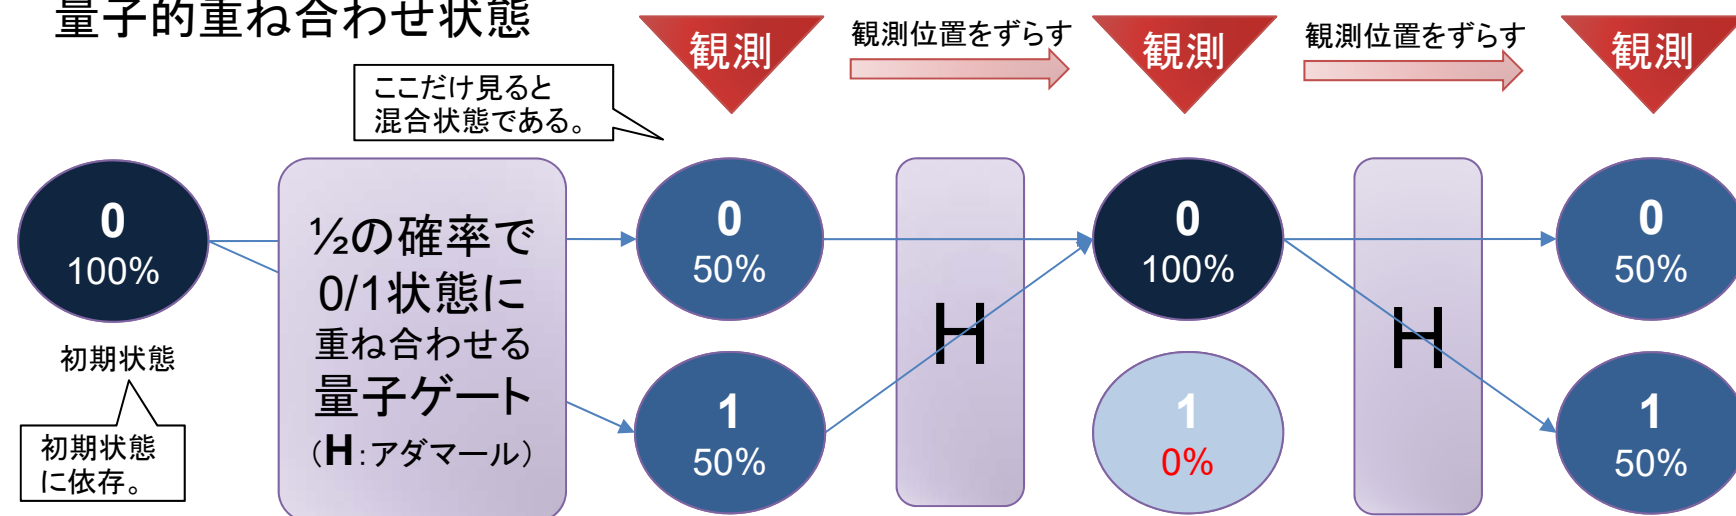 量子的重ね合わせ状態
観測
観測位置をずらす
観測
観測位置をずらす
観測
ここだけ見ると
混合状態である。
0
100%
初期状態
初期状態
に依存。
½の確率で
0/1状態に
重ね合わせる
量子ゲート
（H：アダマール）
0
50%
1
50%
H
0
100%
1
0%
H
0
50%
1
50%